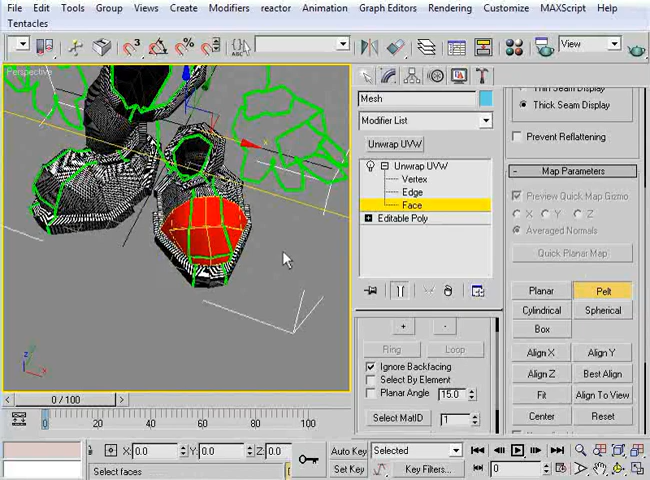 File Edit Tools Group Views Create Modifiers reactor Animation Graph Editors Rendering Customize MAXScript Help
Tentacles
View
Perspective
Mesh
Modifier List
Unwrap UVW
Unwrap UVW
Vertex
Edge
Face
Editable Poly
Thick Seam Display
Prevent Reflattening
- Map Parameters
Preview Quick Map Gizmo
X Y Z
Averaged Normals
Quick Planar Map
Planar Pelt
Cylindrical Spherical
Box
Align X Align Y
Align Z Best Align
Fit Align To View
Center Reset
+ -
Ring Loop
Ignore Backfacing
Select By Element
Planar Angle 15.0
Select MatID 1
z
x
0 / 100
0 20 40 60 80 100
X: 0.0 Y: 0.0 Z: 0.0
Select faces
Auto Key Selected
Set Key Key Filters...
0